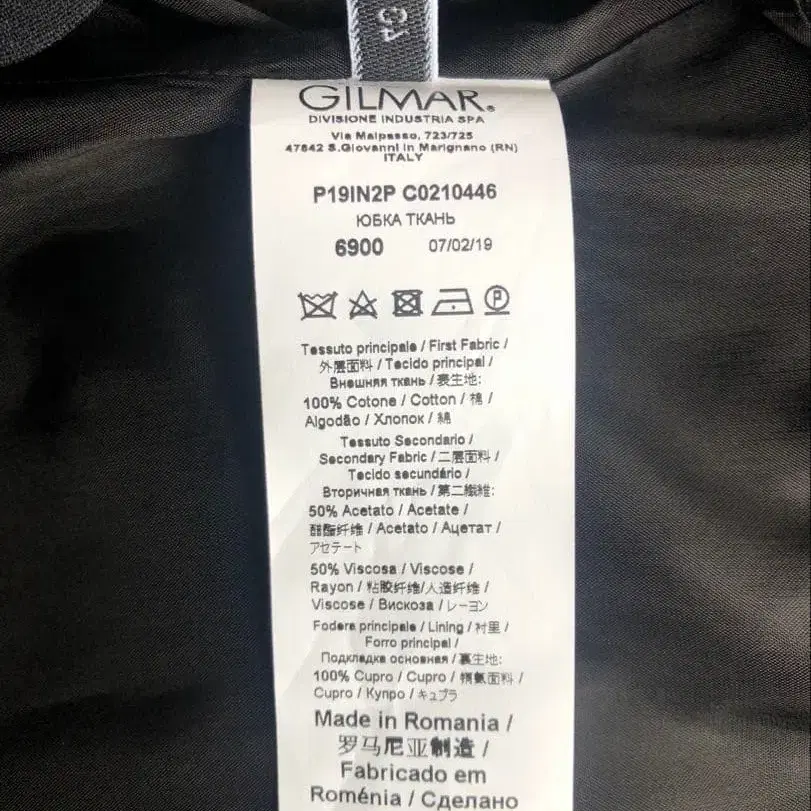 GILMAR®
DIVISIONE INDUSTRIA SPA
Via Malpasso, 723/725
47842 S.Giovanni in Marignano (RN)
ITALY
P19IN2P C0210446
ЮБКА ТКАНЬ
6900 07/02/19
P
Tessuto principale / First Fabric /
外层面料 / Tecido principal /
Внешняя ткань / 表生地:
100% Cotone / Cotton / 棉 /
Algodão / Хлопок / 綿
Tessuto Secondario /
Secondary Fabric / 二层面料 /
Tecido secundário /
Вторичная ткань / 第二繊維:
50% Acetato / Acetate /
醋酯纤维 / Acetato / Ацетат /
アセテート
50% Viscosa / Viscose /
Rayon / 粘胶纤维/人造纤维 /
Viscose / Вискоза / レーヨン
Fodera principale / Lining / 衬里 /
Forro principal /
Подкладка основная / 裏生地:
100% Cupro / Cupro / 铜氨面料 /
Cupro / Купро / キュプラ
Made in Romania /
罗马尼亚制造 /
Fabricado em
Roménia / Сделано